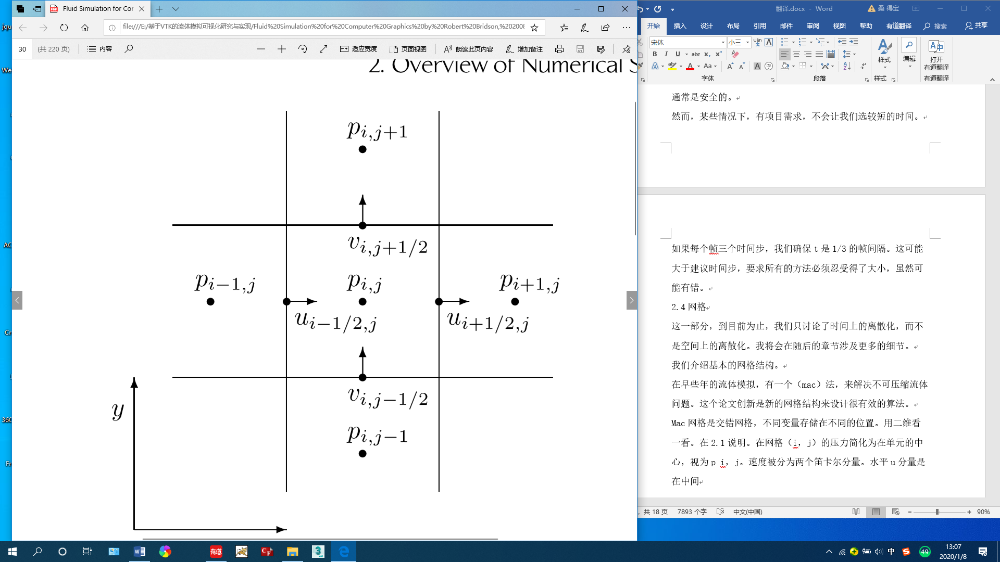 Fluid Simulation for Cor
file:///E:/基于VTK的流体模拟可视化研究与实现/Fluid%20Simulation%20for%20Computer%20Graphics%20by%20Robert%20Bridson,%20200
30 (共 220 页) 内容 适应宽度 页面视图 朗读此页内容 增加备注
2. Overview of Numerical S
p_{i,j+1}
v_{i,j+1/2}
p_{i-1,j} p_{i,j} p_{i+1,j}
u_{i-1/2,j} u_{i+1/2,j}
v_{i,j-1/2}
y
p_{i,j-1}
翻译.docx - Word 桑 得宝
开始 插入 设计 布局 引用 邮件 审阅 视图 帮助 有道翻译 搜索 共享
宋体 小三 样式 编辑 打开
有道翻译
字体 段落 样式 有道翻译
通常是安全的。
然而，某些情况下，有项目需求，不会让我们选较短的时间。
如果每个帧三个时间步，我们确保 t 是 1/3 的帧间隔。这可能
大于建议时间步，要求所有的方法必须忍受得了大小，虽然可
能有错。
2.4 网格
这一部分，到目前为止，我们只讨论了时间上的离散化，而不
是空间上的离散化。我将会在随后的章节涉及更多的细节。
我们介绍基本的网格结构。
在早些年的流体模拟，有一个（mac）法，来解决不可压缩流体
问题。这个论文创新是新的网格结构来设计很有效的算法。
Mac 网格是交错网格，不同变量存储在不同的位置。用二维看
一看。在 2.1 说明。在网格（i，j）的压力简化为在单元的中
心，视为 p i，j。速度被分为两个笛卡尔分量。水平 u 分量是
在中间
，共 18 页 7893 个字 中文(中国) 90%
jqu
We
AC
Cr
360
Fr
有道 CF 3 中 49 13:07
2020/1/8